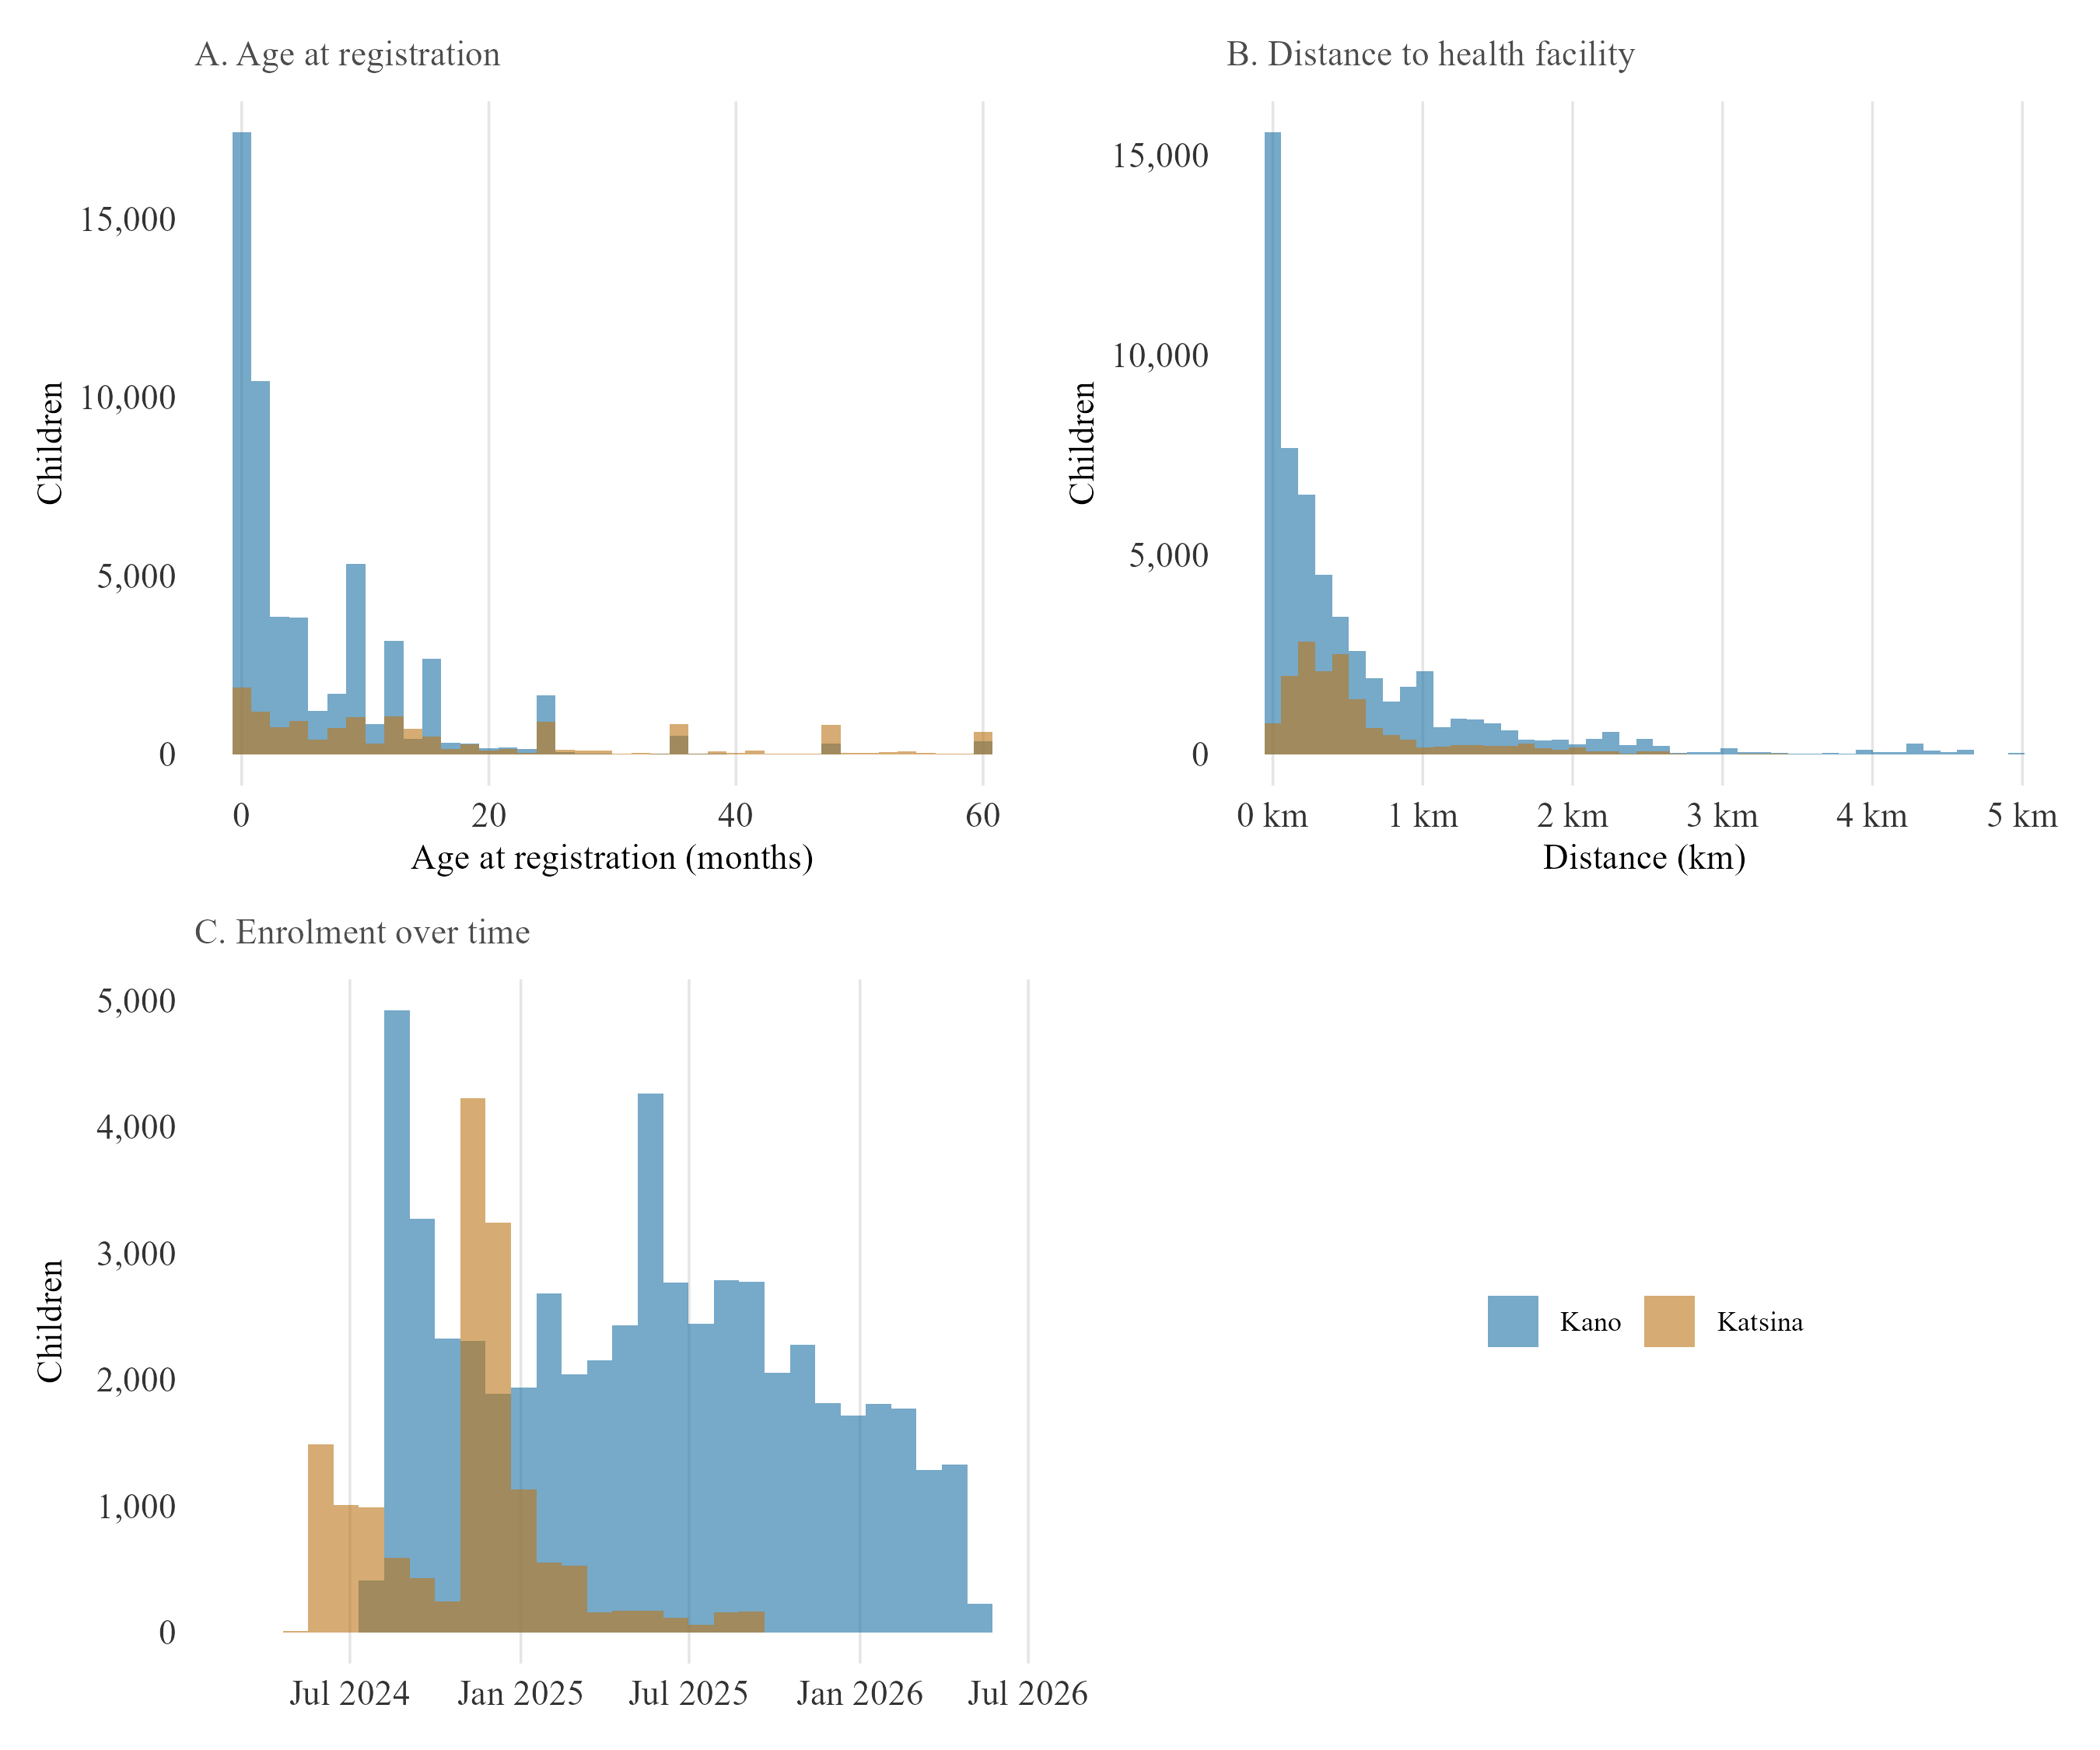 A. Age at registration
Children
15,000
10,000
5,000
0
0 20 40 60
Age at registration (months)
B. Distance to health facility
Children
15,000
10,000
5,000
0
0 km 1 km 2 km 3 km 4 km 5 km
Distance (km)
C. Enrolment over time
Children
5,000
4,000
3,000
2,000
1,000
0
Jul 2024 Jan 2025 Jul 2025 Jan 2026 Jul 2026
Kano Katsina